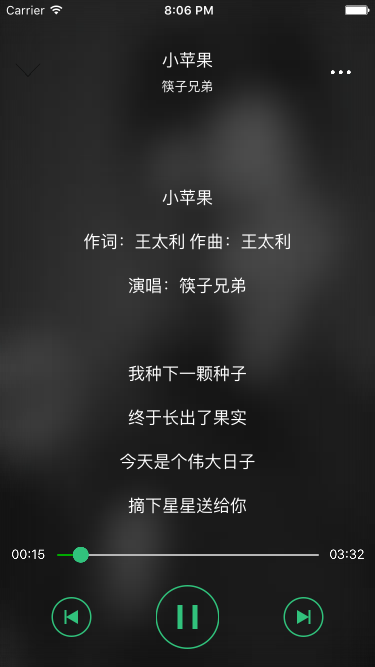 Carrier 8:06 PM
小苹果
筷子兄弟
小苹果
作词：王太利 作曲：王太利
演唱：筷子兄弟
我种下一颗种子
终于长出了果实
今天是个伟大日子
摘下星星送给你
00:15 03:32